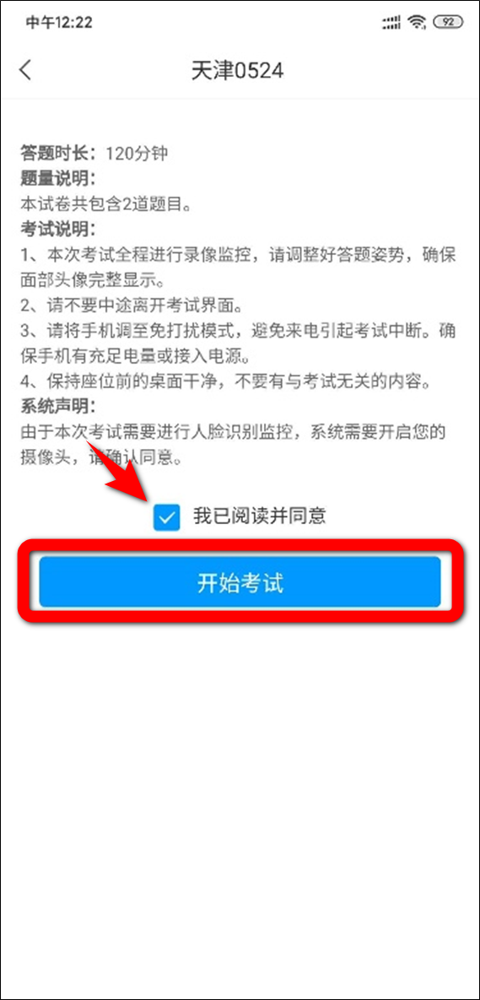 中午12:22
92
天津0524
答题时长：120分钟
题量说明：
本试卷共包含2道题目。
考试说明：
1、本次考试全程进行录像监控，请调整好答题姿势，确保
面部头像完整显示。
2、请不要中途离开考试界面。
3、请将手机调至免打扰模式，避免来电引起考试中断。确
保手机有充足电量或接入电源。
4、保持座位前的桌面干净，不要有与考试无关的内容。
系统声明：
由于本次考试需要进行人脸识别监控，系统需要开启您的
摄像头，请确认同意。
我已阅读并同意
开始考试